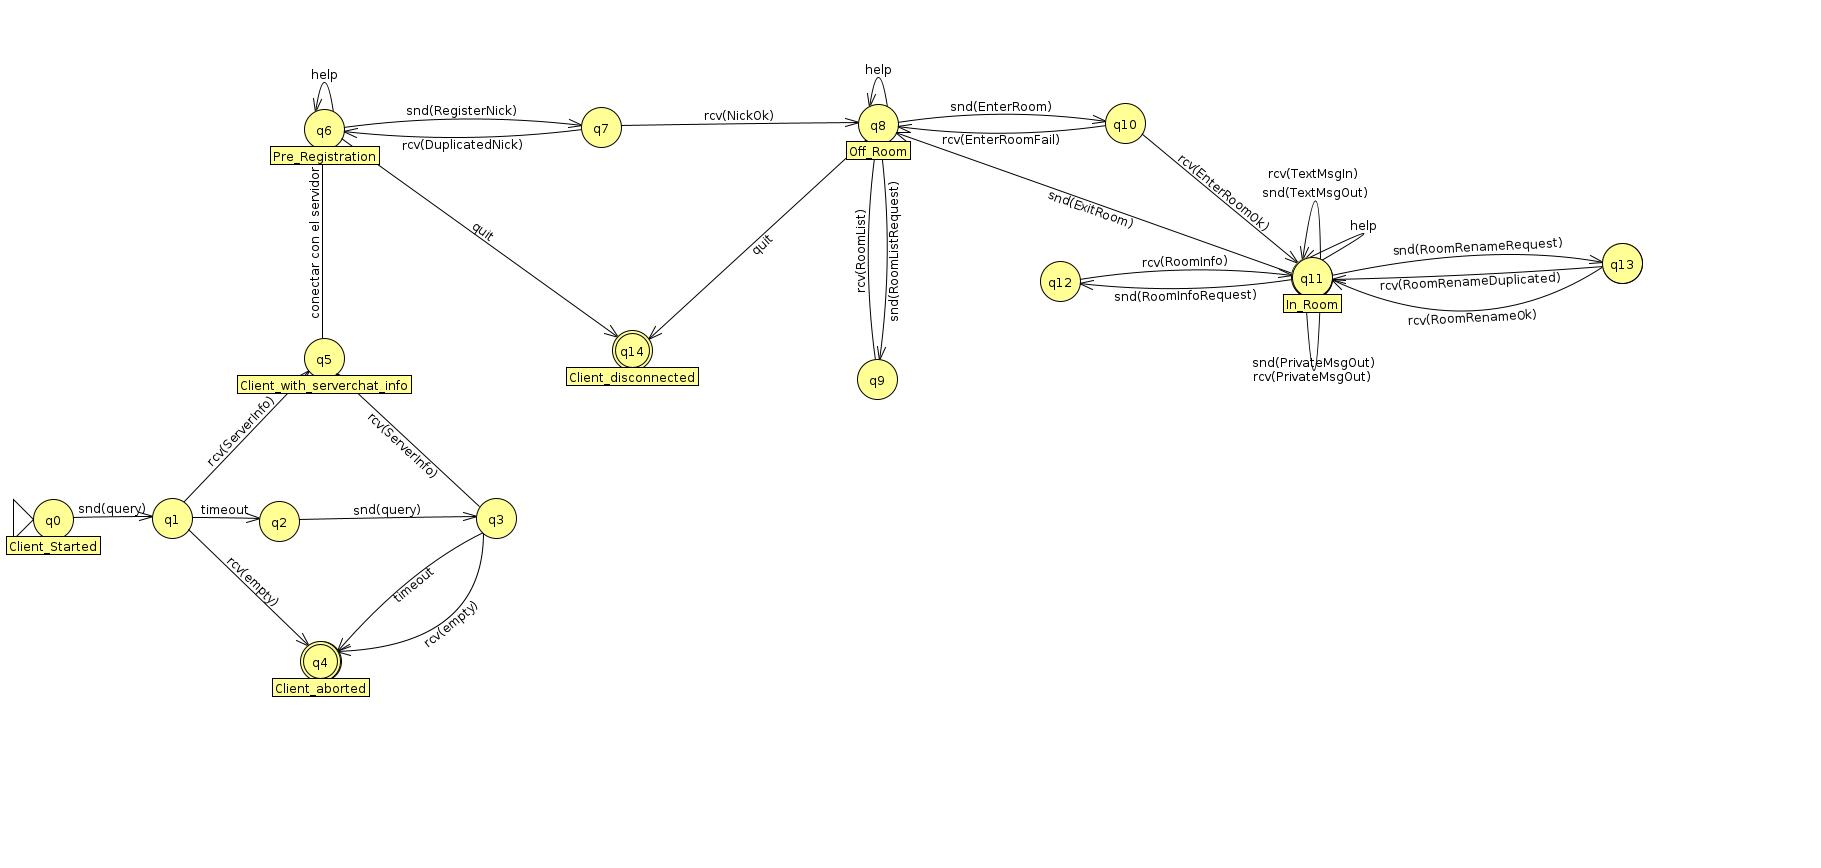 help
q6
Pre_Registration
snd(RegisterNick)
rcv(DuplicatedNick)
q7
rcv(NickOk)
help
q8
Off_Room
snd(EnterRoom)
rcv(EnterRoomFail)
q10
rcv(EnterRoomOk)
snd(ExitRoom)
rcv(TextMsgIn)
snd(TextMsgOut)
help
q11
In_Room
snd(RoomRenameRequest)
rcv(RoomRenameDuplicated)
rcv(RoomRenameOk)
q13
q12
rcv(RoomInfo)
snd(RoomInfoRequest)
snd(PrivateMsgOut)
rcv(PrivateMsgOut)
conectar con el servidor
quit
quit
rcv(RoomList)
snd(RoomListRequest)
q14
Client_disconnected
q9
q5
Client_with_serverchat_info
rcv(ServerInfo)
rcv(ServerInfo)
q0
Client_Started
snd(query)
q1
timeout
q2
snd(query)
q3
rcv(empty)
timeout
rcv(empty)
q4
Client_aborted